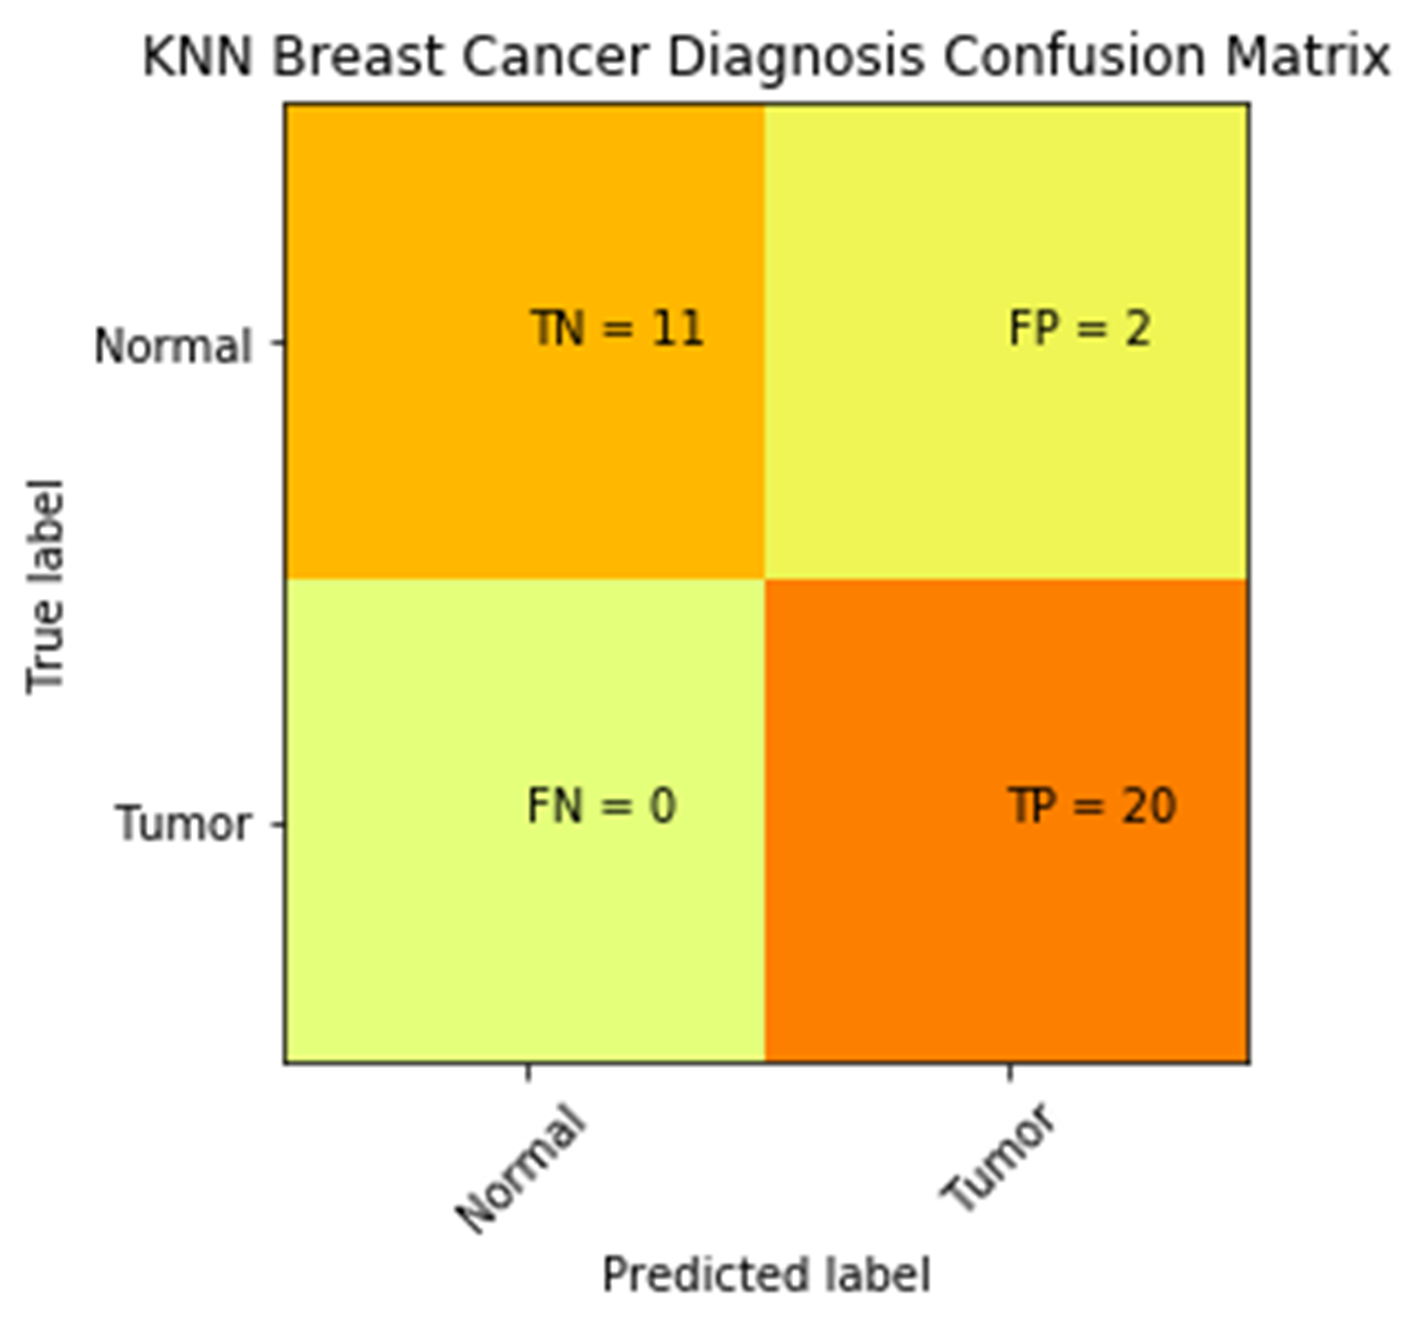 KNN Breast Cancer Diagnosis Confusion Matrix
True label
Normal
TN = 11
FP = 2
Tumor
FN = 0
TP = 20
Normal
Tumor
Predicted label